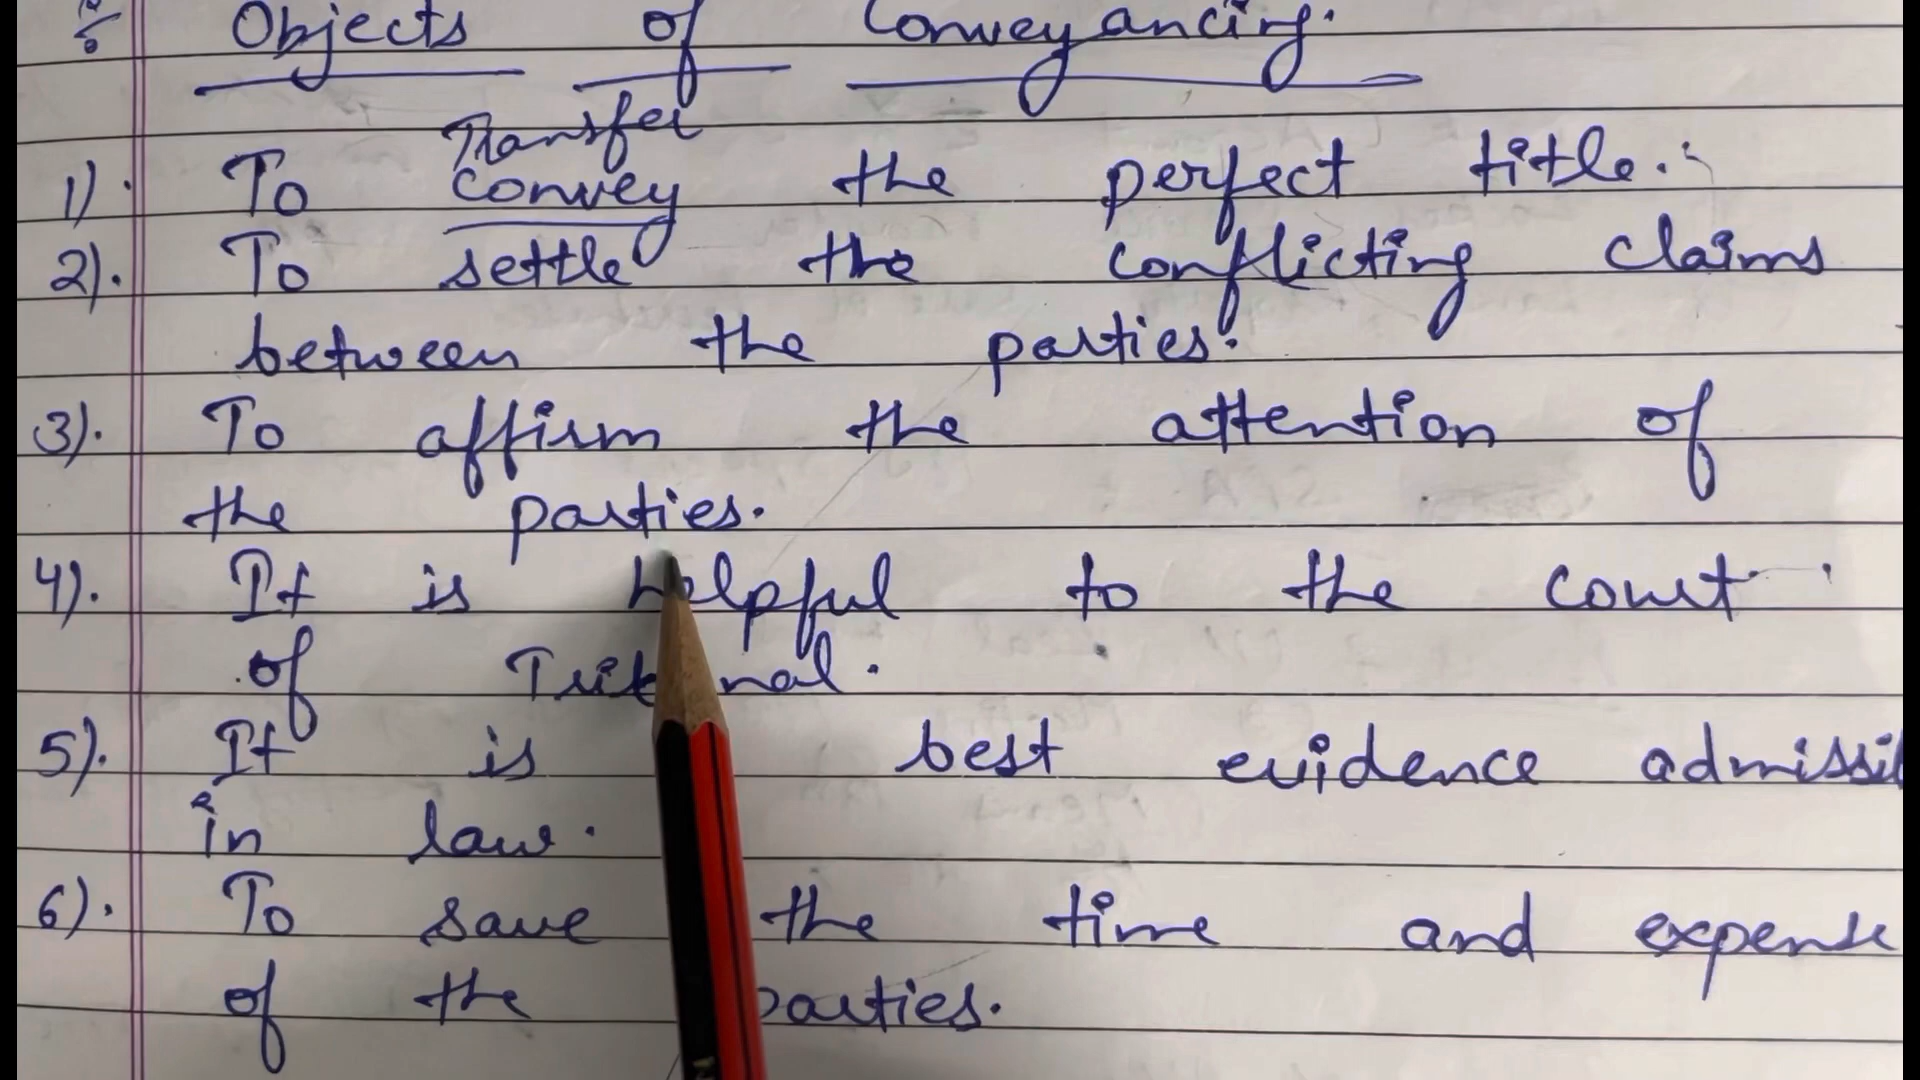 Objects of Conveyancing.
Transfer
1). To convey the perfect title.
2). To settle the conflicting claims
between the parties.
3). To affirm the attention of
the parties.
4). It is helpful to the court
of Tribunal.
5). It is best evidence admissi
in law.
6). To save the time and expense
of the parties.